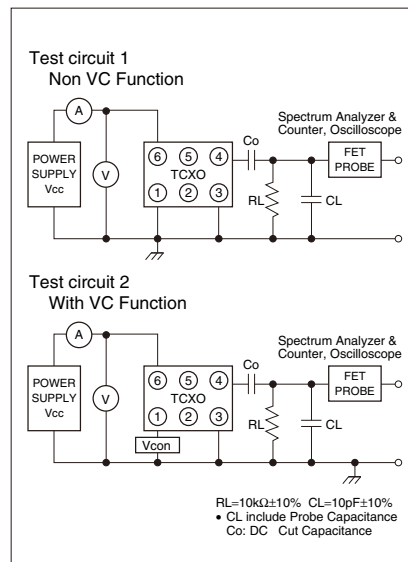 Test circuit 1
Non VC Function
A
POWER
SUPPLY
Vcc
V
6 5 4
TCXO
1 2 3
Co
RL
CL
Spectrum Analyzer &
Counter, Oscilloscope
FET
PROBE
Test circuit 2
With VC Function
A
POWER
SUPPLY
Vcc
V
6 5 4
TCXO
1 2 3
Vcon
Co
RL
CL
Spectrum Analyzer &
Counter, Oscilloscope
FET
PROBE
RL=10kΩ±10% CL=10pF±10%
• CL include Probe Capacitance
Co: DC Cut Capacitance